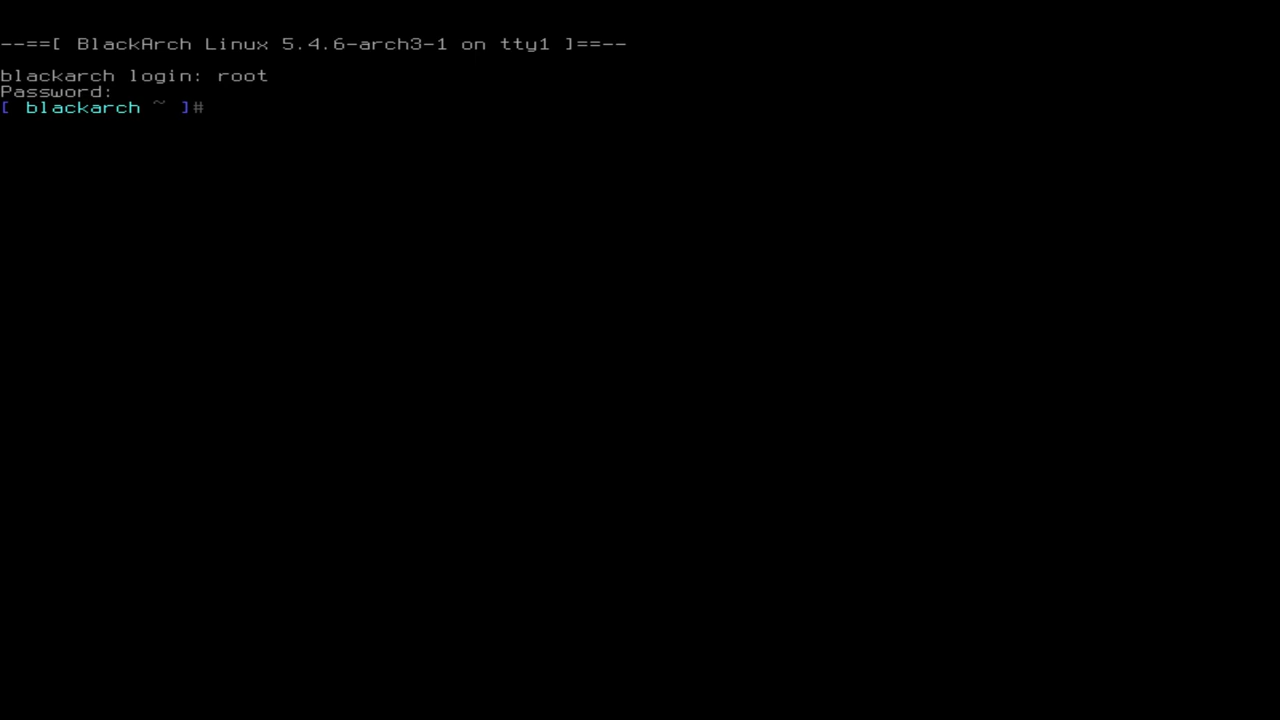 --==[ BlackArch Linux 5.4.6-arch3-1 on tty1 ]==--
blackarch login: root
Password:
[ blackarch ~ ]#